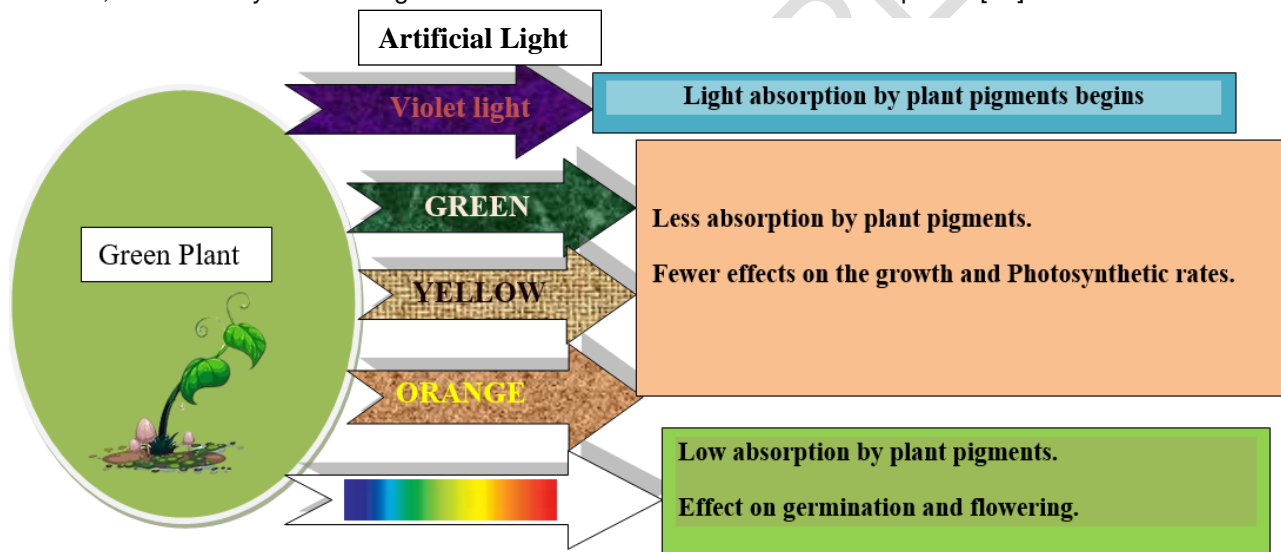 Artificial Light
Violet light
Light absorption by plant pigments begins
Green Plant
GREEN
YELLOW
ORANGE
Less absorption by plant pigments.
Fewer effects on the growth and Photosynthetic rates.
Low absorption by plant pigments.
Effect on germination and flowering.